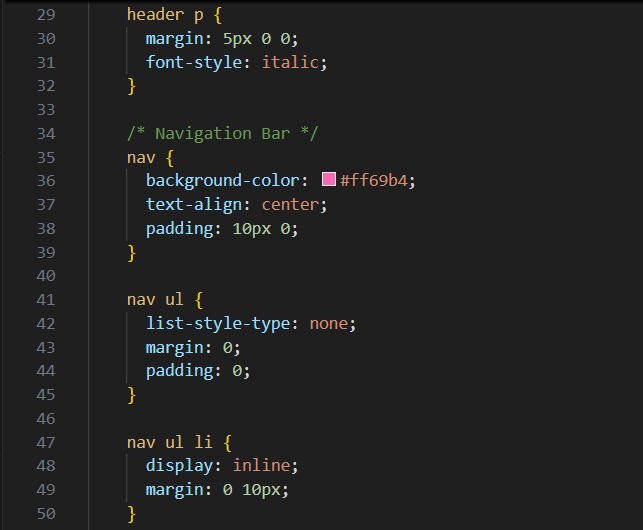 29 header p {
30 margin: 5px 0 0;
31 font-style: italic;
32 }
33
34 /* Navigation Bar */
35 nav {
36 background-color: #ff69b4;
37 text-align: center;
38 padding: 10px 0;
39 }
40
41 nav ul {
42 list-style-type: none;
43 margin: 0;
44 padding: 0;
45 }
46
47 nav ul li {
48 display: inline;
49 margin: 0 10px;
50 }